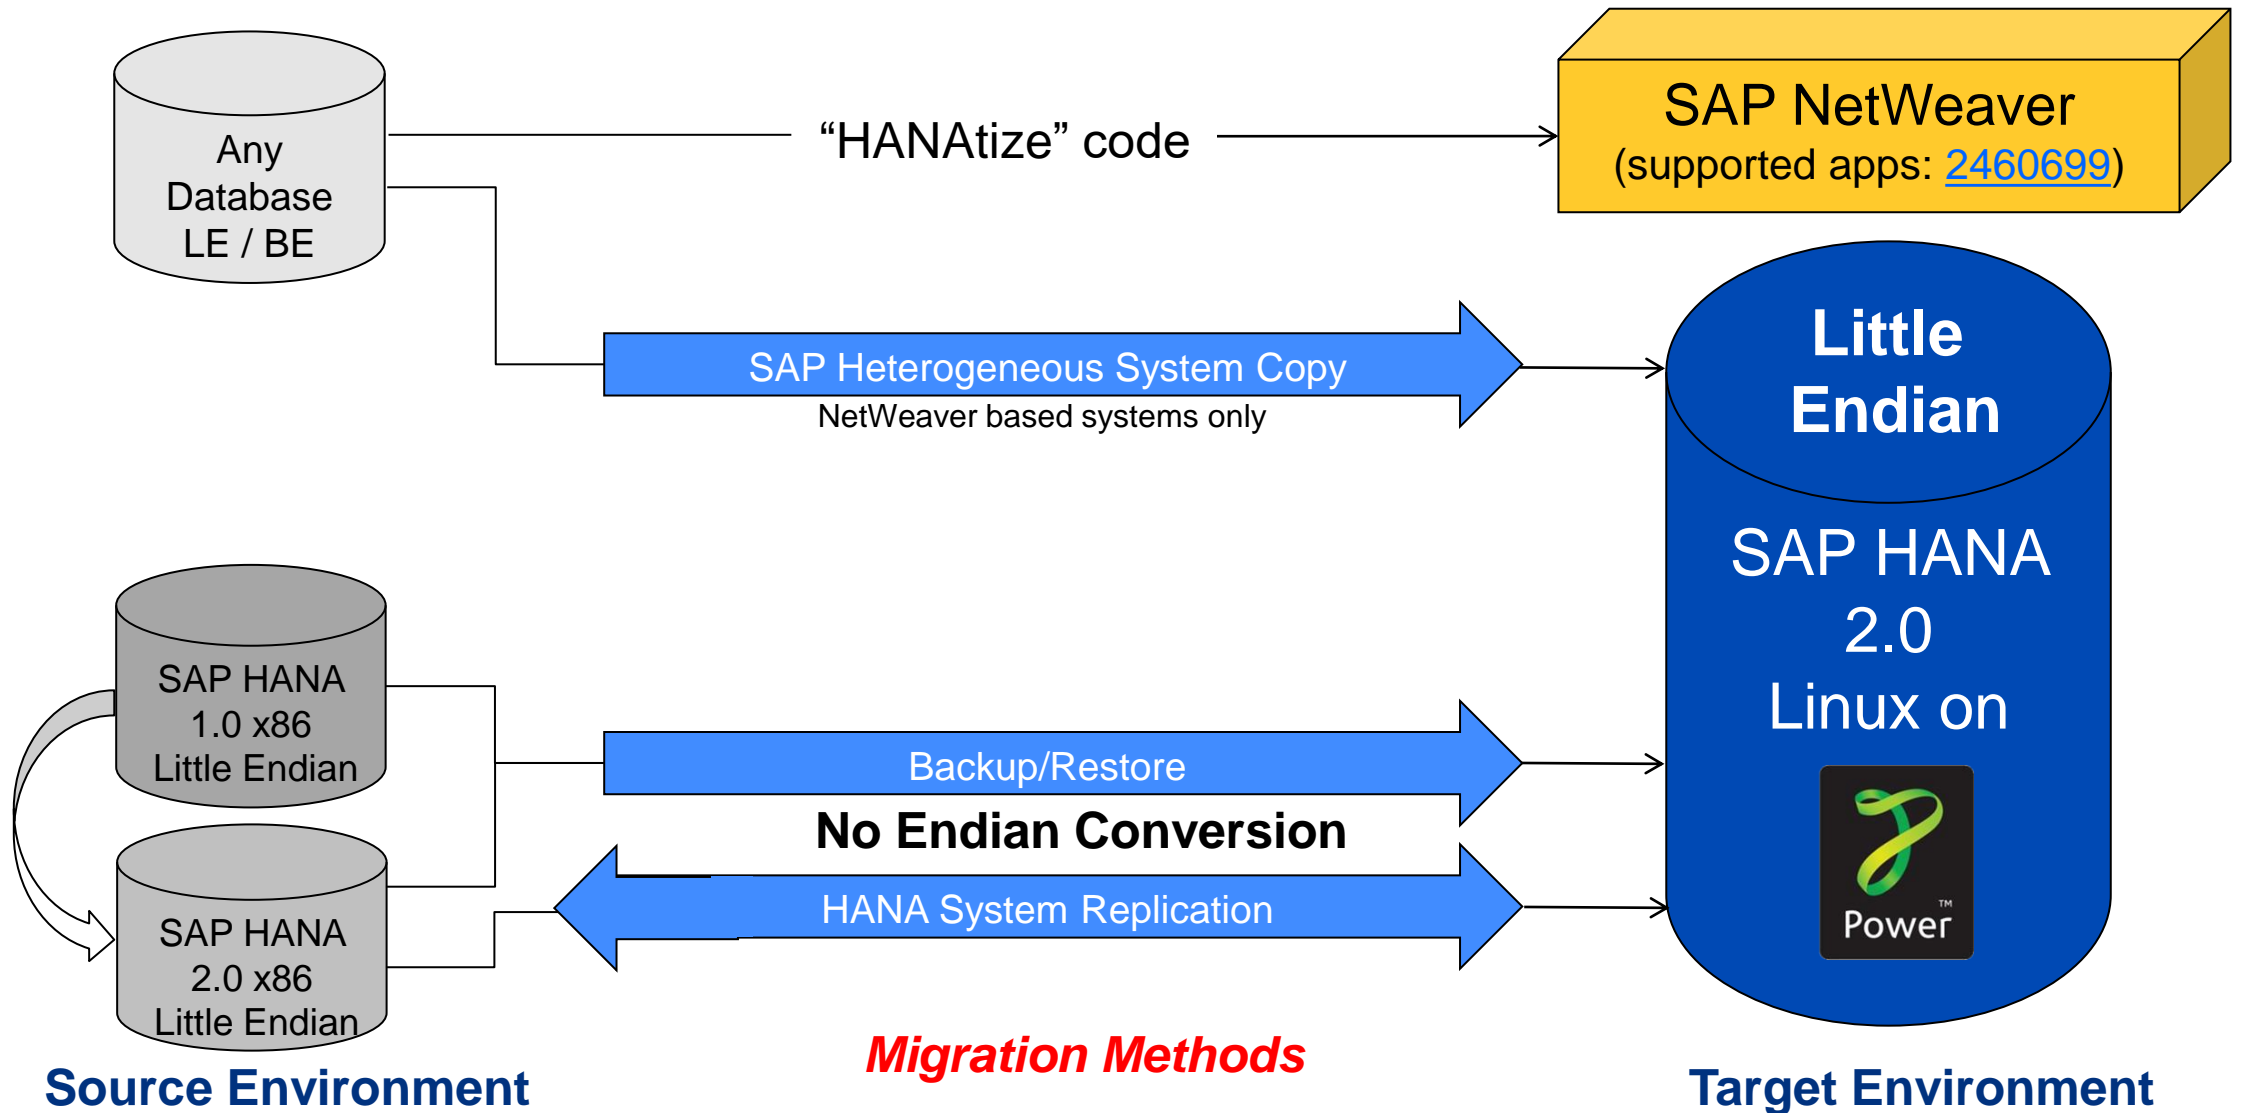 Any
Database
LE / BE
“HANAtize” code
SAP NetWeaver
(supported apps: 2460699)
SAP Heterogeneous System Copy
NetWeaver based systems only
Little
Endian
SAP HANA
2.0
Linux on
Power™
SAP HANA
1.0 x86
Little Endian
Backup/Restore
No Endian Conversion
HANA System Replication
SAP HANA
2.0 x86
Little Endian
Migration Methods
Source Environment
Target Environment